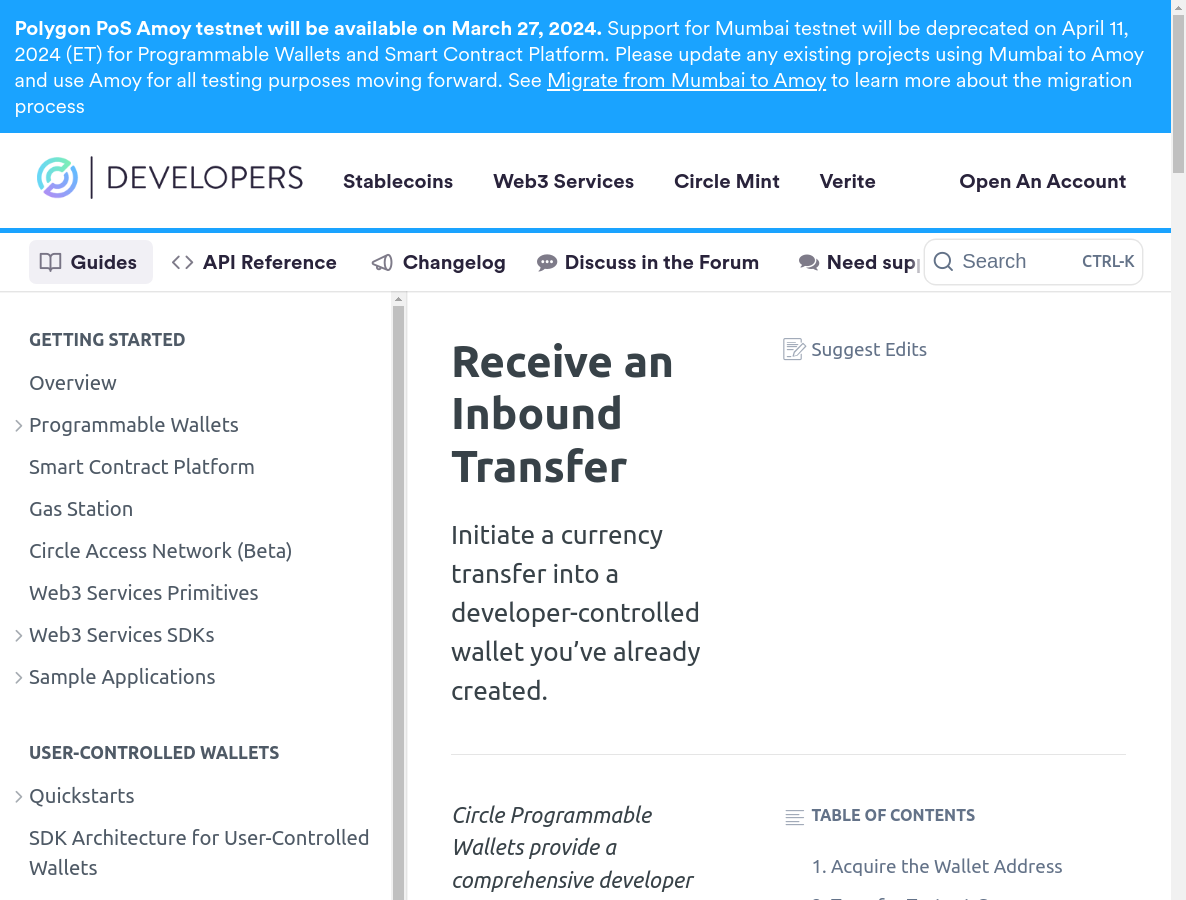 Polygon PoS Amoy testnet will be available on March 27, 2024. Support for Mumbai testnet will be deprecated on April 11,
2024 (ET) for Programmable Wallets and Smart Contract Platform. Please update any existing projects using Mumbai to Amoy
and use Amoy for all testing purposes moving forward. See Migrate from Mumbai to Amoy to learn more about the migration
process
DEVELOPERS
Stablecoins
Web3 Services
Circle Mint
Verite
Open An Account
Guides
API Reference
Changelog
Discuss in the Forum
Need sup
Search
CTRL-K
GETTING STARTED
Overview
Programmable Wallets
Smart Contract Platform
Gas Station
Circle Access Network (Beta)
Web3 Services Primitives
Web3 Services SDKs
Sample Applications
USER-CONTROLLED WALLETS
Quickstarts
SDK Architecture for User-Controlled
Wallets
Receive an
Inbound
Transfer
Suggest Edits
Initiate a currency
transfer into a
developer-controlled
wallet you’ve already
created.
Circle Programmable
Wallets provide a
comprehensive developer
TABLE OF CONTENTS
1. Acquire the Wallet Address